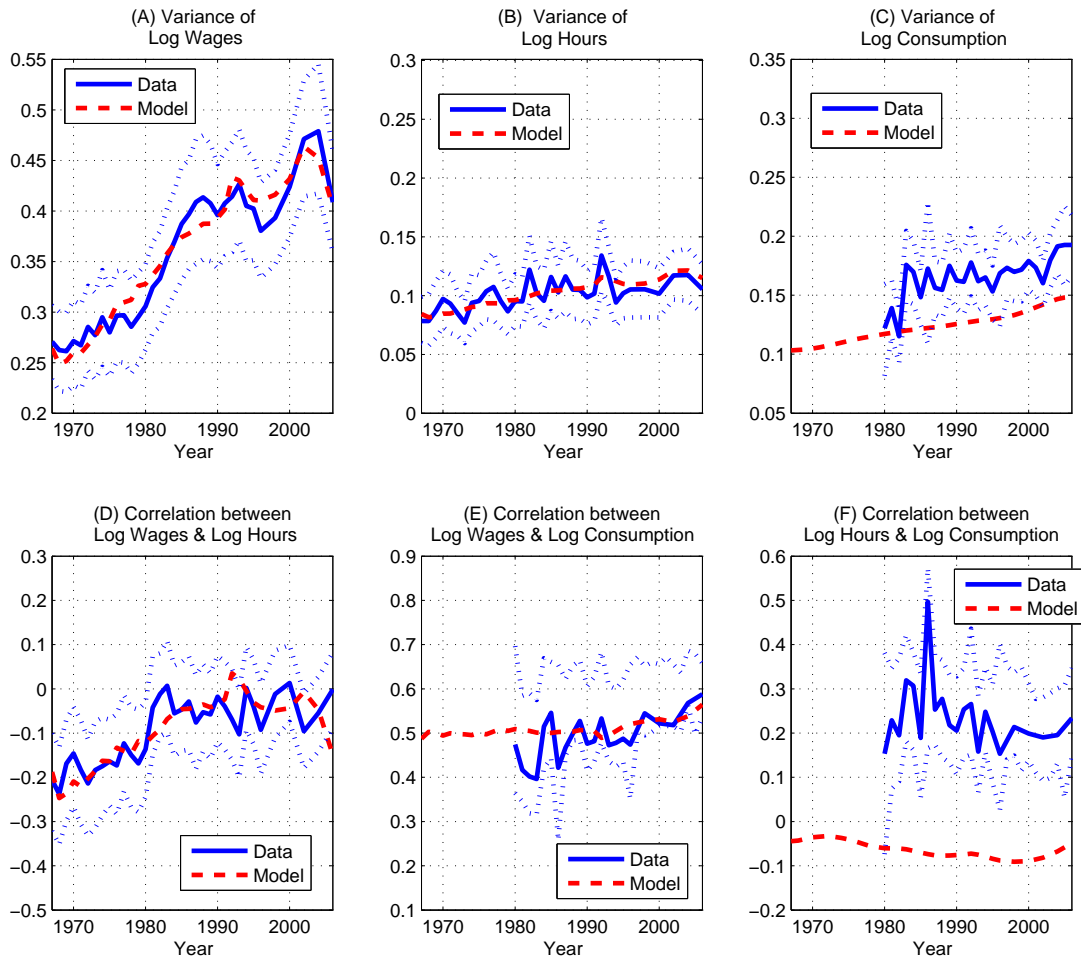 (A) Variance of
Log Wages
0.55
0.5
0.45
0.4
0.35
0.3
0.25
0.2
Data
Model
1970 1980 1990 2000
Year
(B) Variance of
Log Hours
0.3
0.25
0.2
0.15
0.1
0.05
0
Data
Model
1970 1980 1990 2000
Year
(C) Variance of
Log Consumption
0.35
0.3
0.25
0.2
0.15
0.1
0.05
Data
Model
1970 1980 1990 2000
Year
(D) Correlation between
Log Wages & Log Hours
0.3
0.2
0.1
0
−0.1
−0.2
−0.3
−0.4
−0.5
Data
Model
1970 1980 1990 2000
Year
(E) Correlation between
Log Wages & Log Consumption
0.9
0.8
0.7
0.6
0.5
0.4
0.3
0.2
0.1
Data
Model
1970 1980 1990 2000
Year
(F) Correlation between
Log Hours & Log Consumption
0.6
0.5
0.4
0.3
0.2
0.1
0
−0.1
−0.2
Data
Model
1970 1980 1990 2000
Year